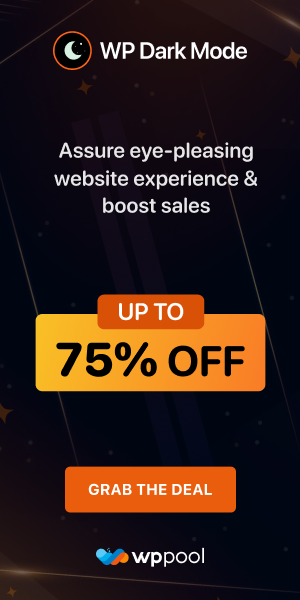 WP Dark Mode
Assure eye-pleasing
website experience &
boost sales
UP TO
75% OFF
GRAB THE DEAL
wppool